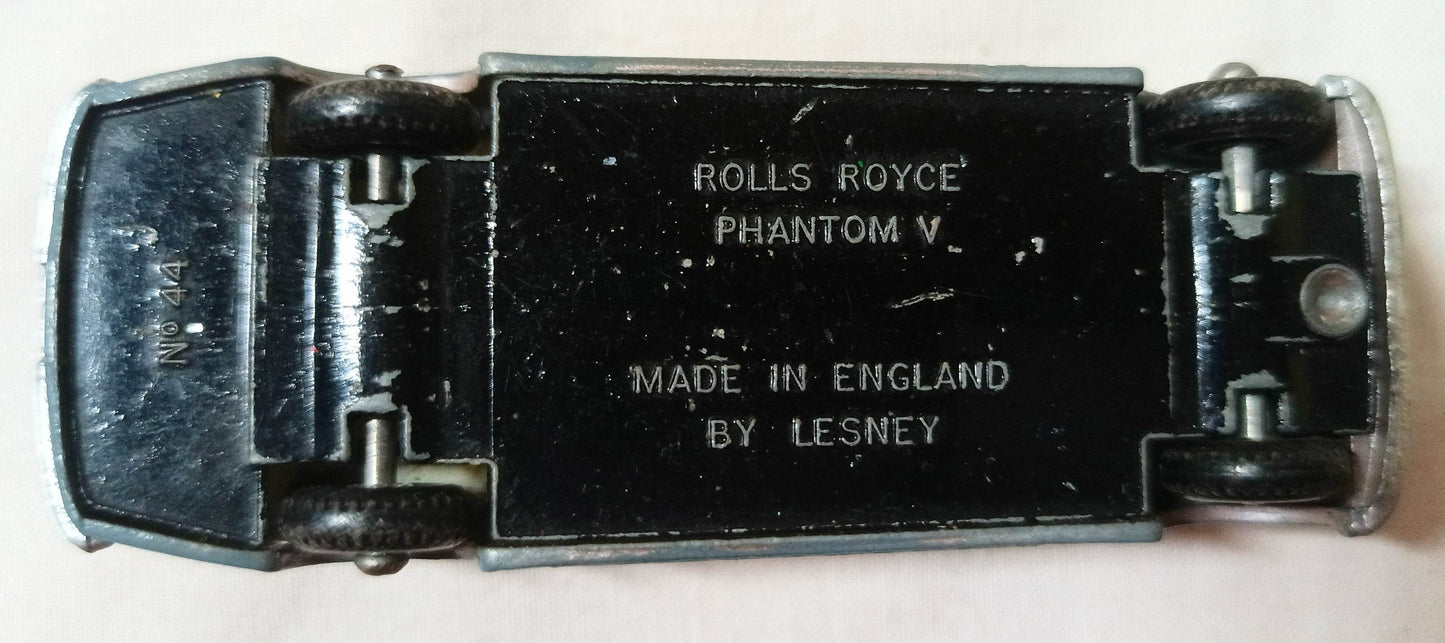 ROLLS ROYCE
PHANTOM V
MADE IN ENGLAND
BY LESNEY
Nº 44